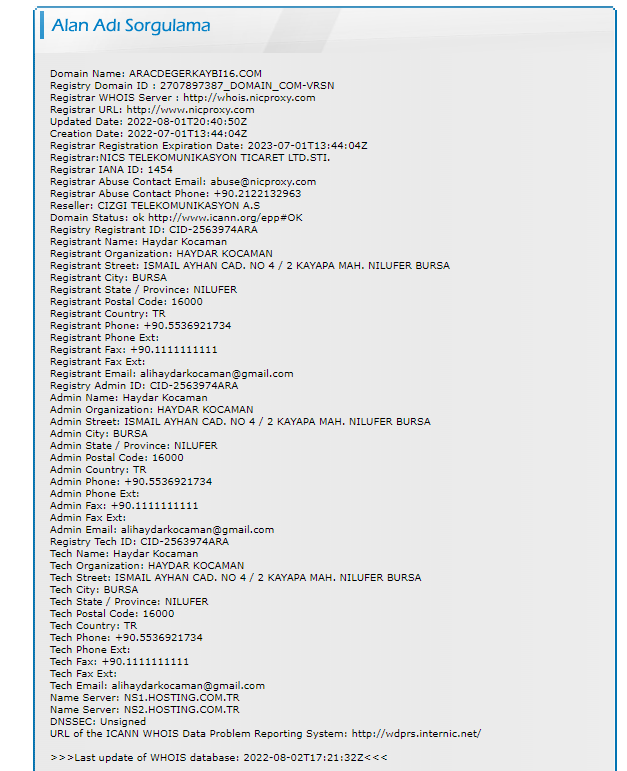 Alan Adı Sorgulama
Domain Name: ARACDEGERKAYBI16.COM
Registry Domain ID : 2707897387_DOMAIN_COM-VRSN
Registrar WHOIS Server : http://whois.nicproxy.com
Registrar URL: http://www.nicproxy.com
Updated Date: 2022-08-01T20:40:50Z
Creation Date: 2022-07-01T13:44:04Z
Registrar Registration Expiration Date: 2023-07-01T13:44:04Z
Registrar:NICS TELEKOMUNIKASYON TICARET LTD.STI.
Registrar IANA ID: 1454
Registrar Abuse Contact Email: abuse@nicproxy.com
Registrar Abuse Contact Phone: +90.2122132963
Reseller: CIZGI TELEKOMUNIKASYON A.S
Domain Status: ok http://www.icann.org/epp#OK
Registry Registrant ID: CID-2563974ARA
Registrant Name: Haydar Kocaman
Registrant Organization: HAYDAR KOCAMAN
Registrant Street: ISMAIL AYHAN CAD. NO 4 / 2 KAYAPA MAH. NILUFER BURSA
Registrant City: BURSA
Registrant State / Province: NILUFER
Registrant Postal Code: 16000
Registrant Country: TR
Registrant Phone: +90.5536921734
Registrant Phone Ext:
Registrant Fax: +90.1111111111
Registrant Fax Ext:
Registrant Email: alihaydarkocaman@gmail.com
Registry Admin ID: CID-2563974ARA
Admin Name: Haydar Kocaman
Admin Organization: HAYDAR KOCAMAN
Admin Street: ISMAIL AYHAN CAD. NO 4 / 2 KAYAPA MAH. NILUFER BURSA
Admin City: BURSA
Admin State / Province: NILUFER
Admin Postal Code: 16000
Admin Country: TR
Admin Phone: +90.5536921734
Admin Phone Ext:
Admin Fax: +90.1111111111
Admin Fax Ext:
Admin Email: alihaydarkocaman@gmail.com
Registry Tech ID: CID-2563974ARA
Tech Name: Haydar Kocaman
Tech Organization: HAYDAR KOCAMAN
Tech Street: ISMAIL AYHAN CAD. NO 4 / 2 KAYAPA MAH. NILUFER BURSA
Tech City: BURSA
Tech State / Province: NILUFER
Tech Postal Code: 16000
Tech Country: TR
Tech Phone: +90.5536921734
Tech Phone Ext:
Tech Fax: +90.1111111111
Tech Fax Ext:
Tech Email: alihaydarkocaman@gmail.com
Name Server: NS1.HOSTING.COM.TR
Name Server: NS2.HOSTING.COM.TR
DNSSEC: Unsigned
URL of the ICANN WHOIS Data Problem Reporting System: http://wdprs.internic.net/
>>>Last update of WHOIS database: 2022-08-02T17:21:32Z<<<